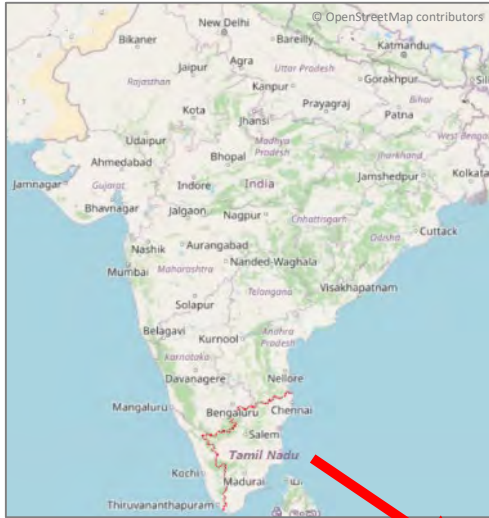 © OpenStreetMap contributors
New Delhi
Bikaner
Bareilly
Katmandu
Jaipur
Agra
Uttar Pradesh
Rajasthan
Kanpur
Gorakhpur
Bihar
Kota
Jhansi
Prayagraj
Patna
Udaipur
Madhya
Pradesh
West Bengal
Ahmedabad
Bhopal
Jharkhand
Jamnagar
Gujarat
Indore
India
Jamshedpur
Kolkata
Bhavnagar
Jalgaon
Nagpur
Chhattisgarh
Odisha
Cuttack
Nashik
Aurangabad
Mumbai
Maharashtra
Nanded-Waghala
Solapur
Telangana
Visakhapatnam
Belagavi
Kurnool
Andhra
Pradesh
Karnataka
Davanagere
Nellore
Mangaluru
Bengaluru
Chennai
Salem
Tamil Nadu
Kochi
Madurai
Thiruvananthapuram